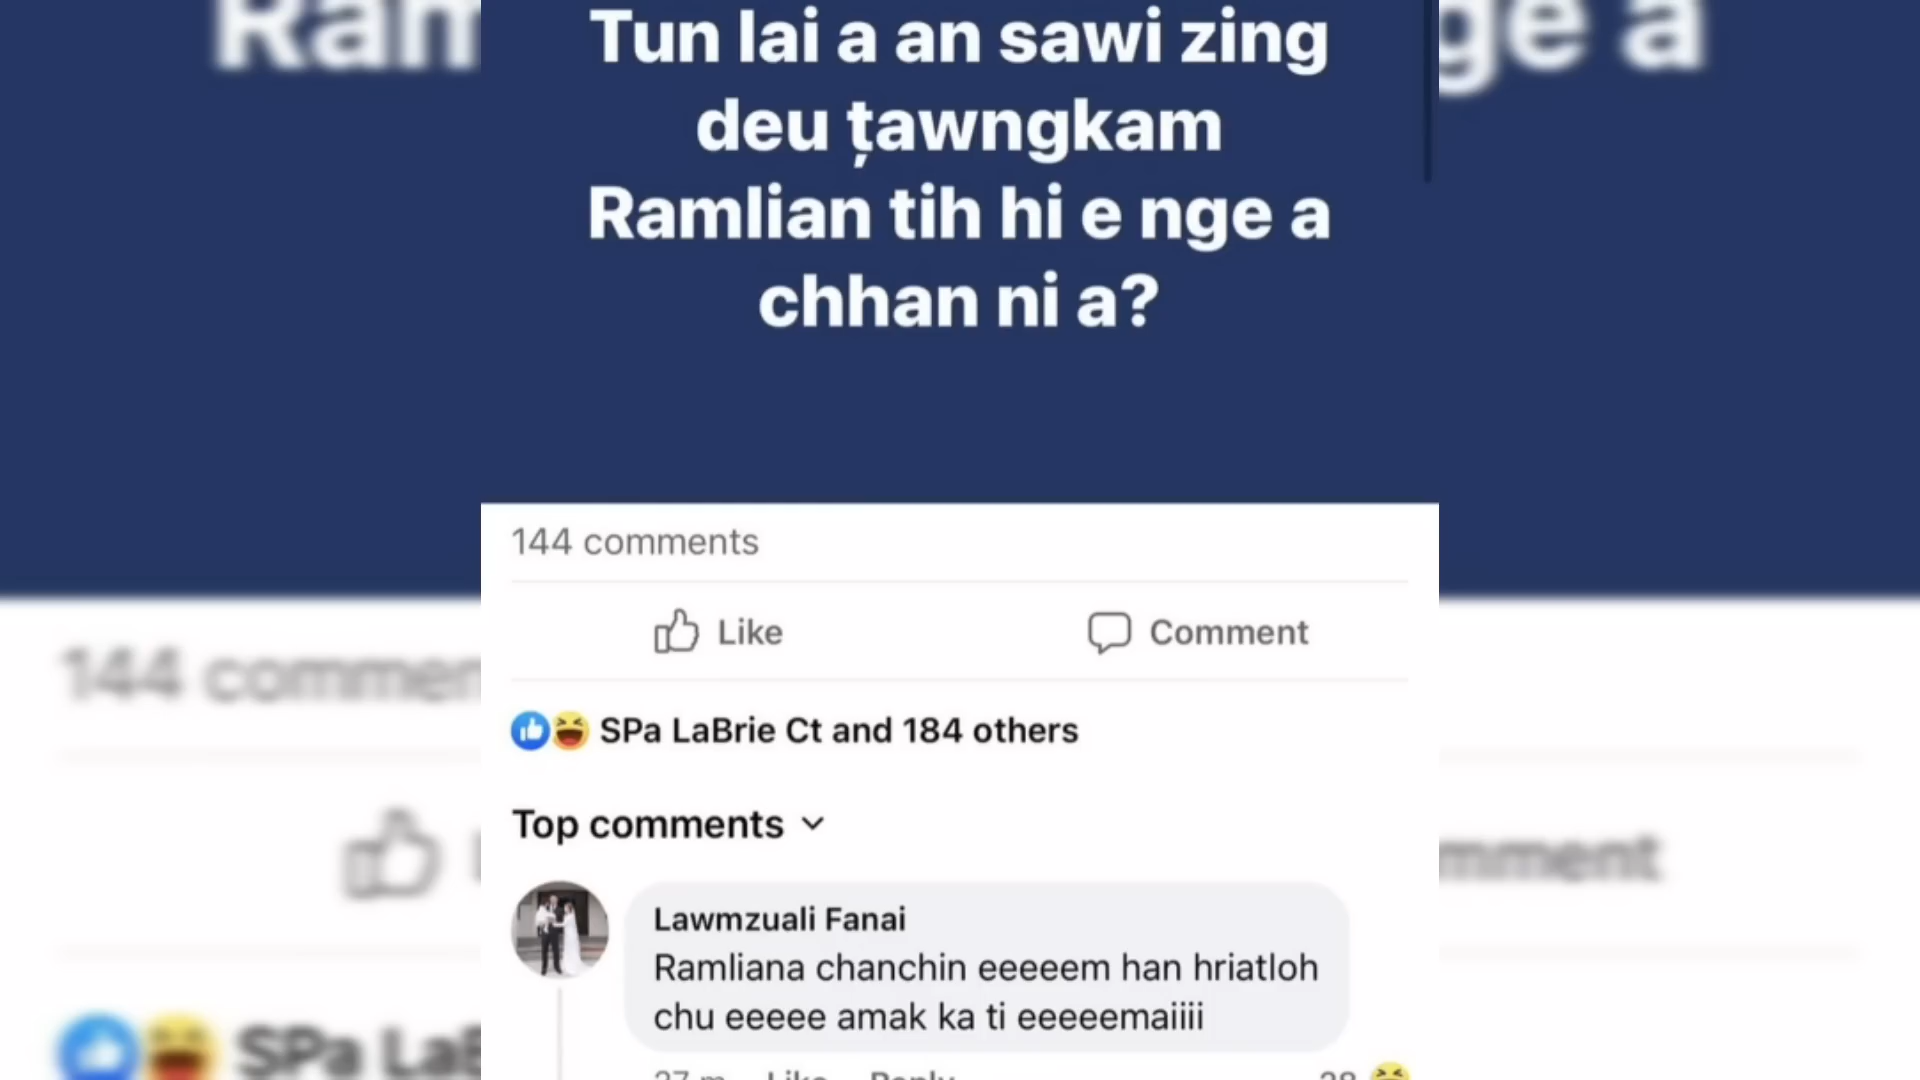 Tun lai a an sawi zing
deu ţawngkam
Ramlian tih hi e nge a
chhan ni a?
144 comments
Like
Comment
SPa LaBrie Ct and 184 others
Top comments
Lawmzuali Fanai
Ramliana chanchin eeeeem han hriatloh
chu eeeee amak ka ti eeeeemaiiii